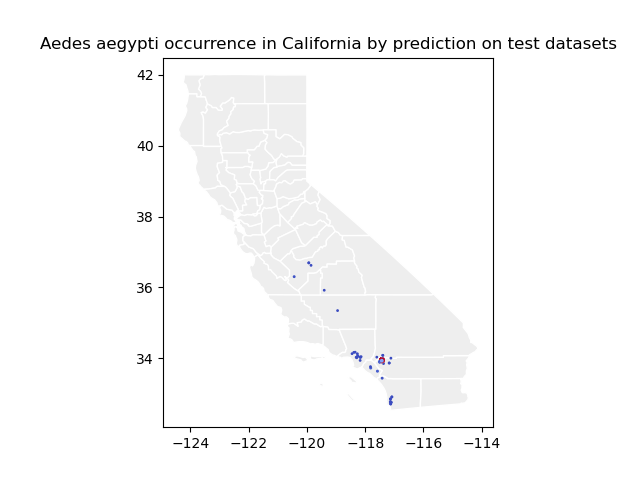 Aedes aegypti occurrence in California by prediction on test datasets
42
40
38
36
34
−124 −122 −120 −118 −116 −114